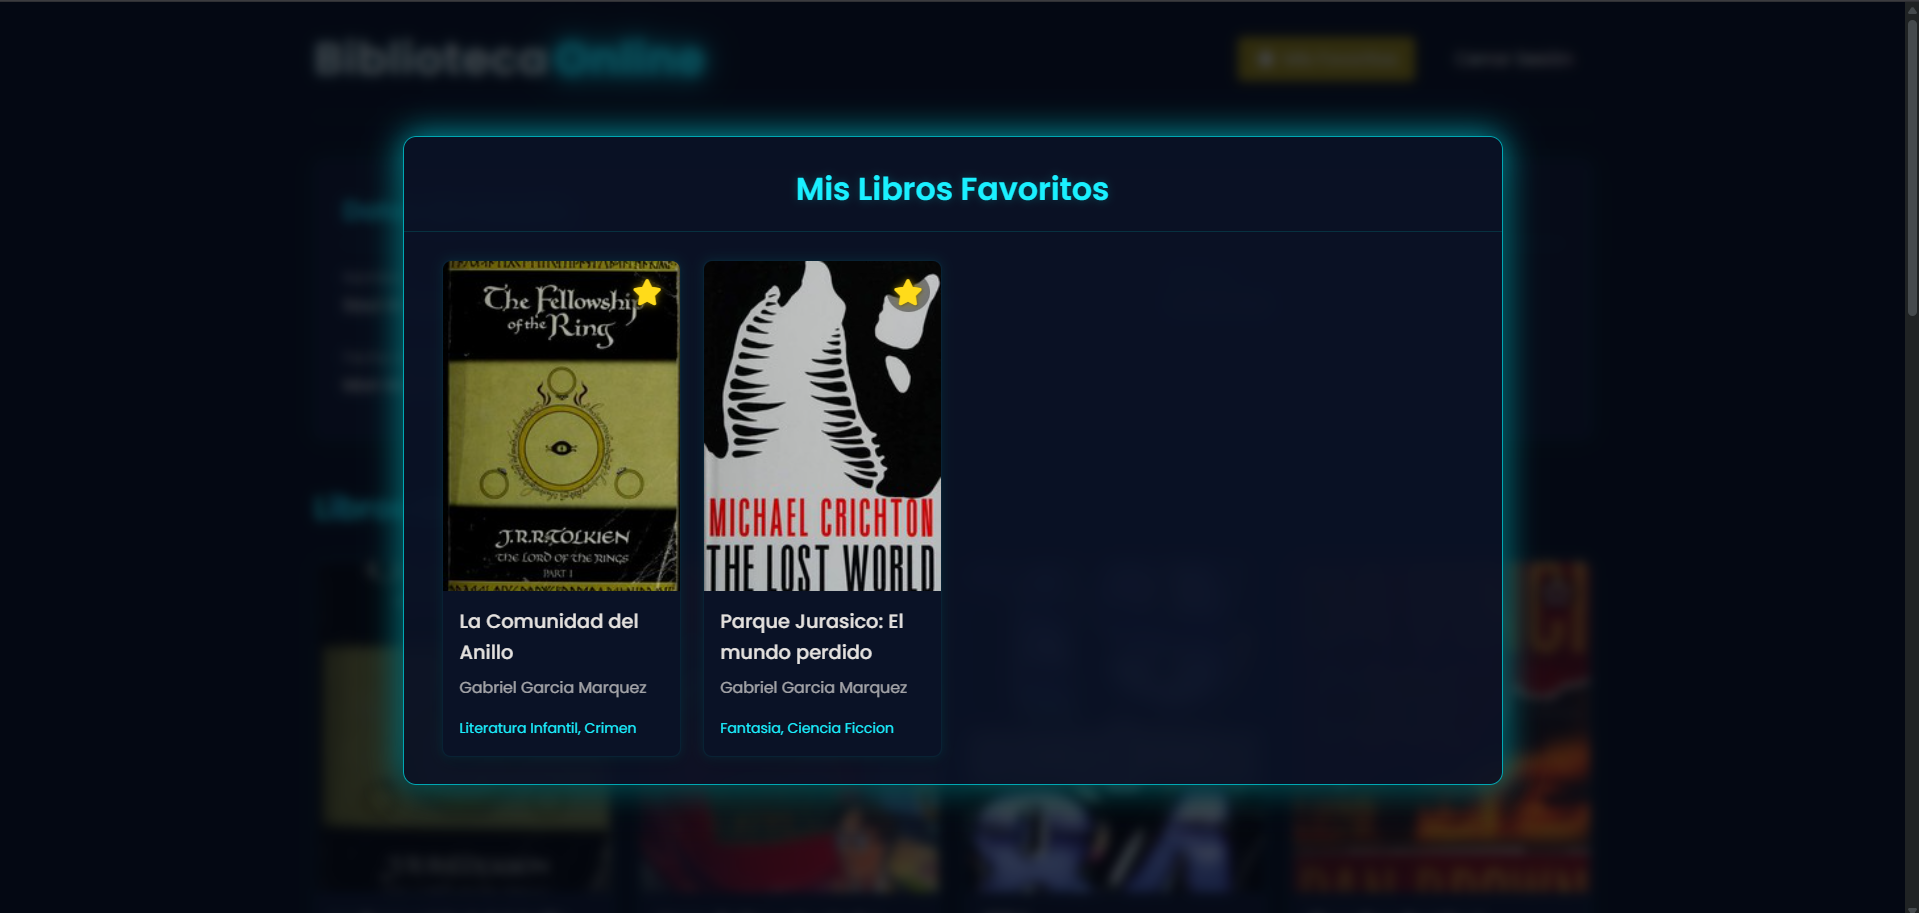 Biblioteca Online
Mis Libros Favoritos
The Fellowship
of the Ring
J.R.R. TOLKIEN
THE LORD OF THE RINGS
PART I
La Comunidad del
Anillo
Gabriel Garcia Marquez
Literatura Infantil, Crimen
MICHAEL CRICHTON
THE LOST WORLD
Parque Jurasico: El
mundo perdido
Gabriel Garcia Marquez
Fantasia, Ciencia Ficcion